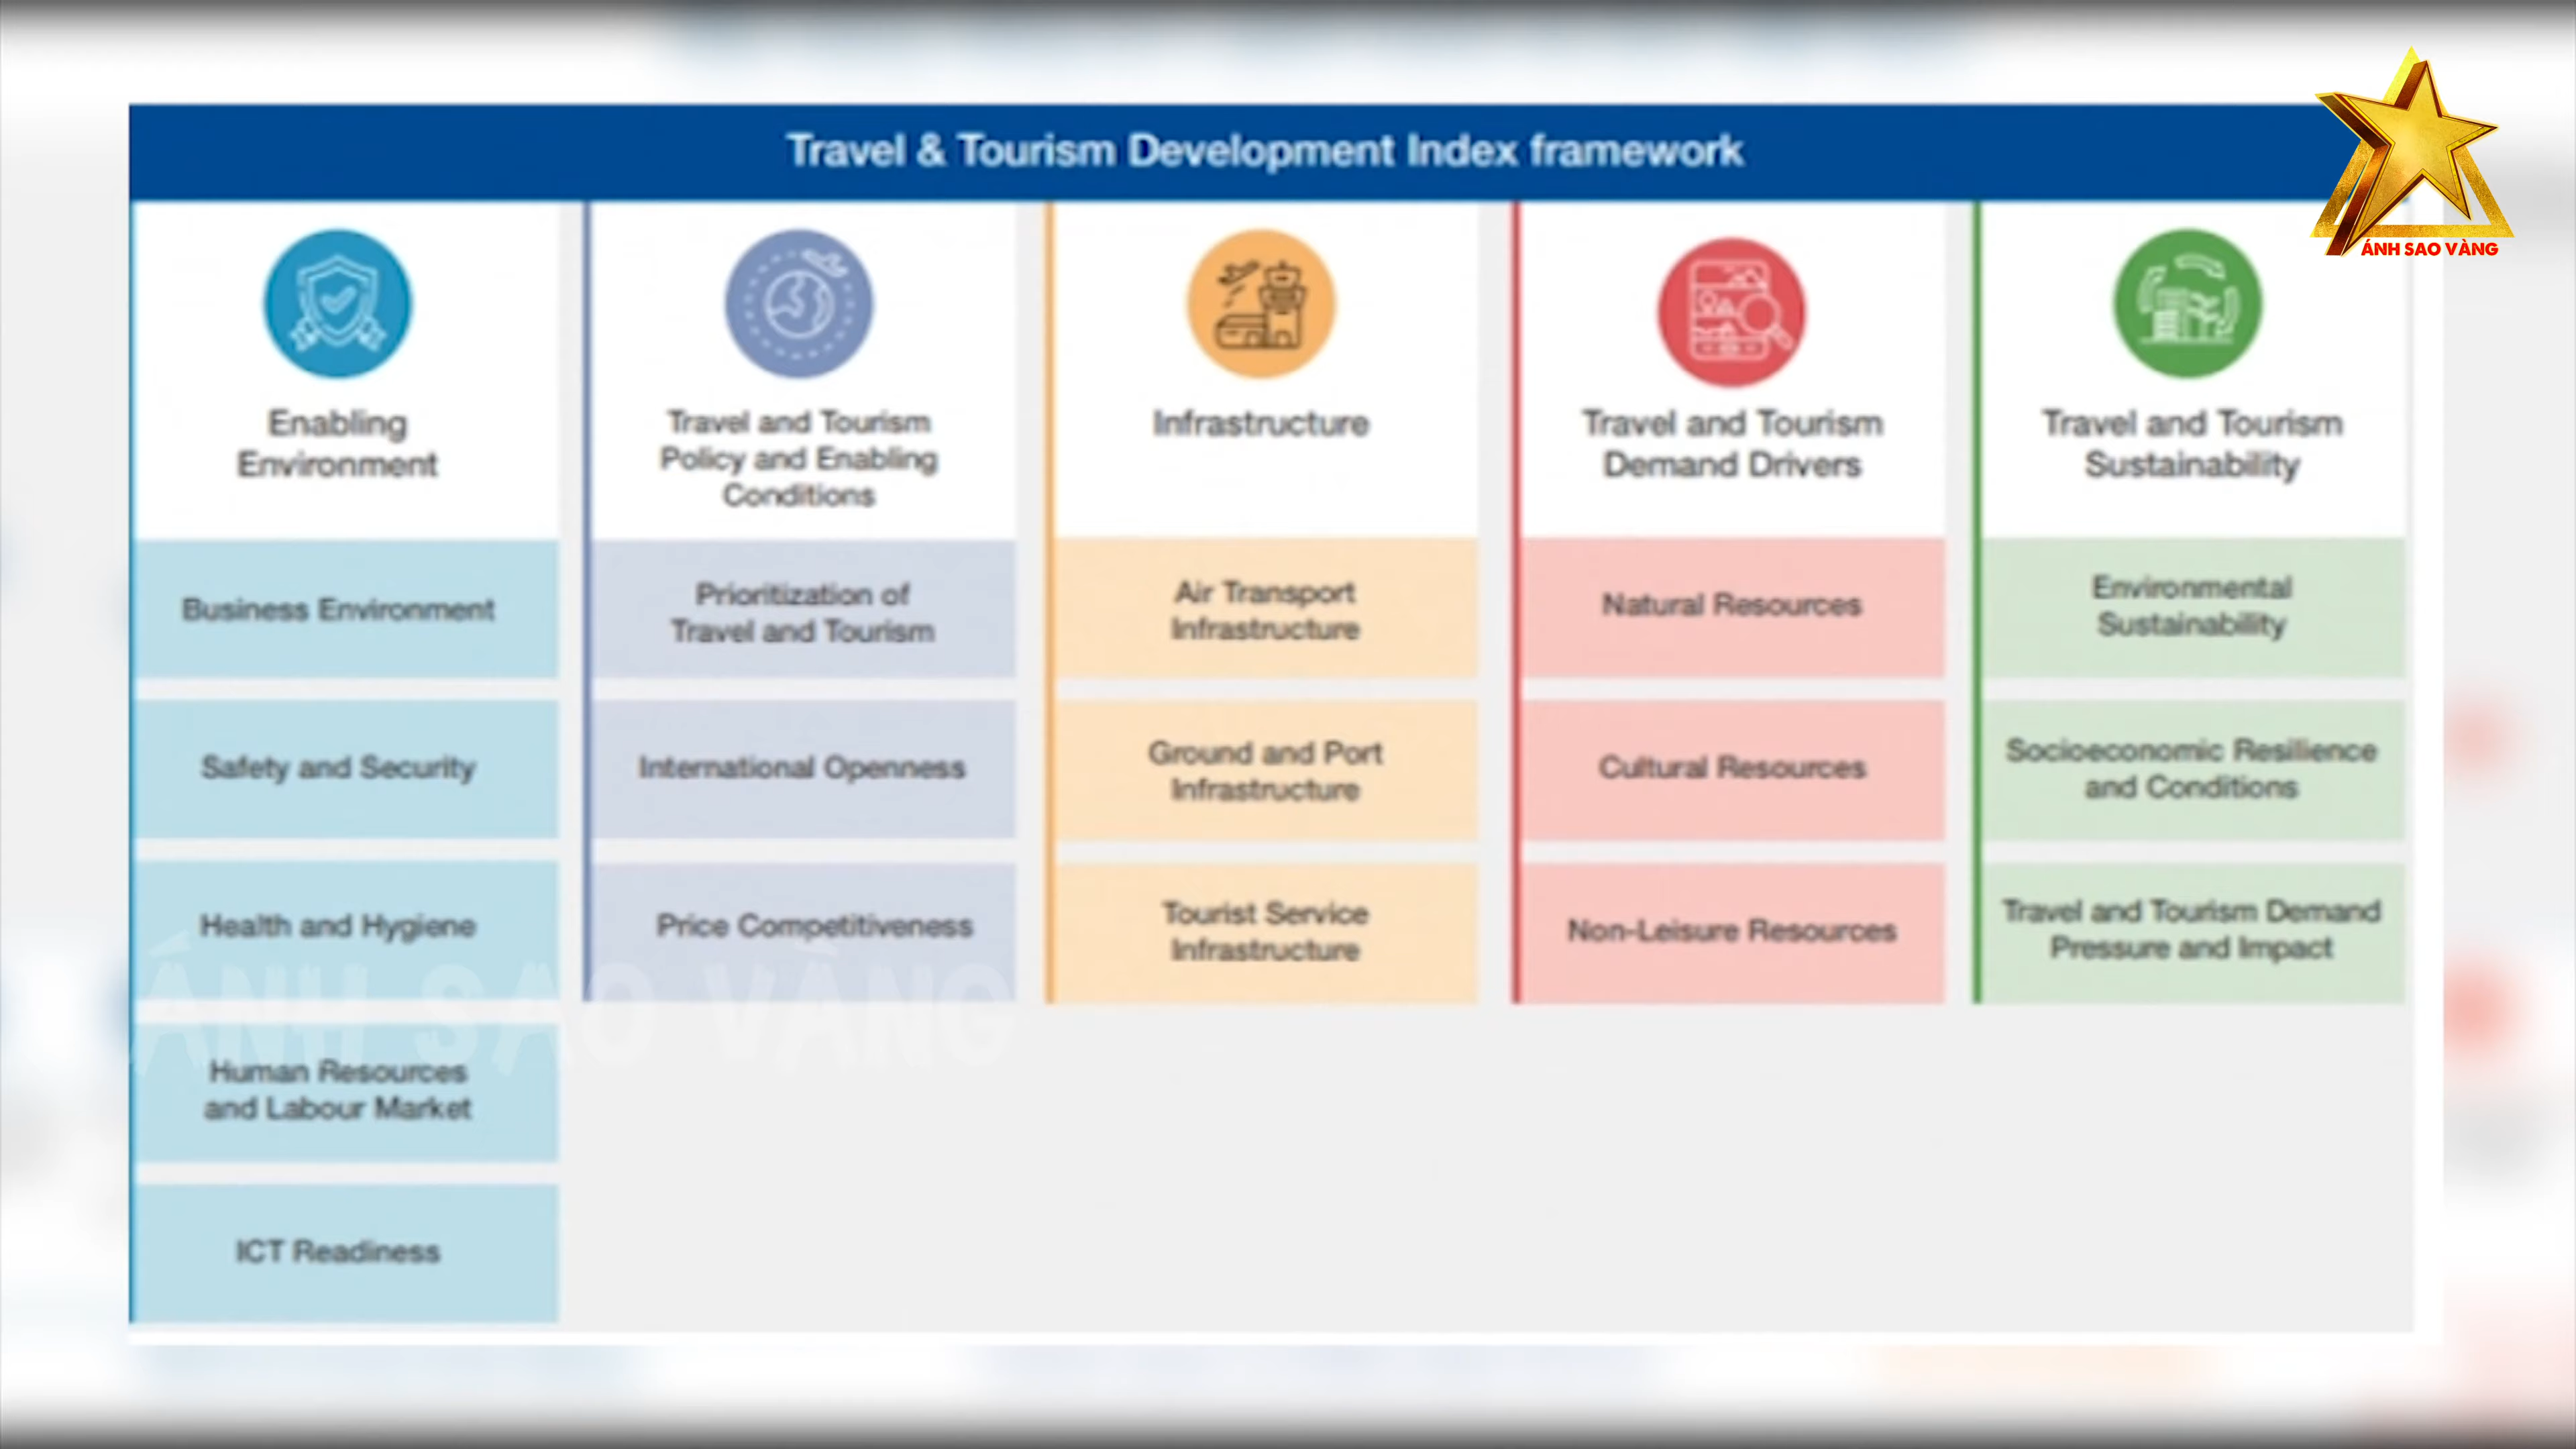 Travel & Tourism Development Index framework
ÁNH SAO VÀNG
Enabling
Environment
Business Environment
Safety and Security
Health and Hygiene
Human Resources
and Labour Market
ICT Readiness
Travel and Tourism
Policy and Enabling
Conditions
Prioritization of
Travel and Tourism
International Openness
Price Competitiveness
Infrastructure
Air Transport
Infrastructure
Ground and Port
Infrastructure
Tourist Service
Infrastructure
Travel and Tourism
Demand Drivers
Natural Resources
Cultural Resources
Non-Leisure Resources
Travel and Tourism
Sustainability
Environmental
Sustainability
Socioeconomic Resilience
and Conditions
Travel and Tourism Demand
Pressure and Impact
ÁNH SAO VÀNG